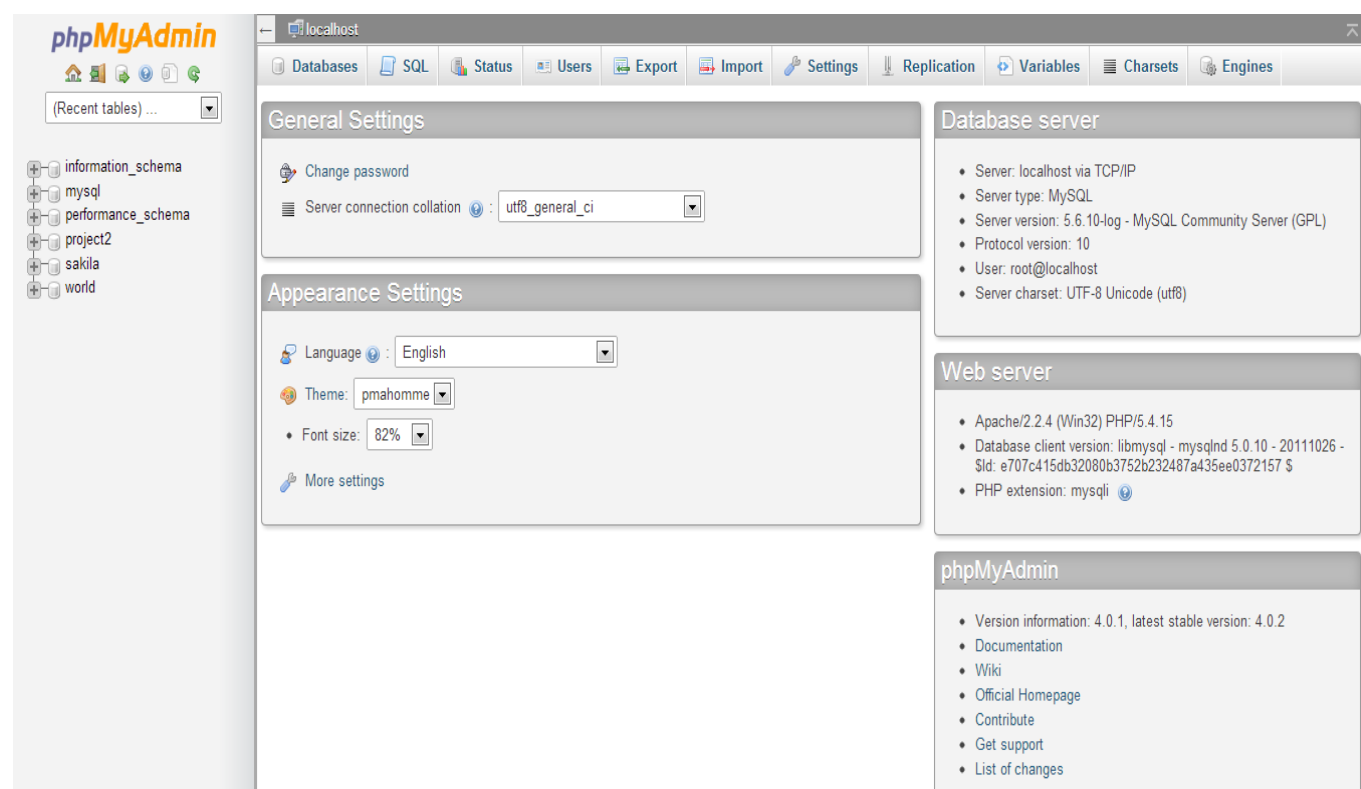 phpMyAdmin
(Recent tables) ...
information_schema
mysql
performance_schema
project2
sakila
world
localhost
Databases SQL Status Users Export Import Settings Replication Variables Charsets Engines
General Settings
Change password
Server connection collation : utf8_general_ci
Appearance Settings
Language : English
Theme: pmahomme
Font size: 82%
More settings
Database server
Server: localhost via TCP/IP
Server type: MySQL
Server version: 5.6.10-log - MySQL Community Server (GPL)
Protocol version: 10
User: root@localhost
Server charset: UTF-8 Unicode (utf8)
Web server
Apache/2.2.4 (Win32) PHP/5.4.15
Database client version: libmysql - mysqlnd 5.0.10 - 20111026 -
$Id: e707c415db32080b3752b232487a435ee0372157 $
PHP extension: mysqli
phpMyAdmin
Version information: 4.0.1, latest stable version: 4.0.2
Documentation
Wiki
Official Homepage
Contribute
Get support
List of changes